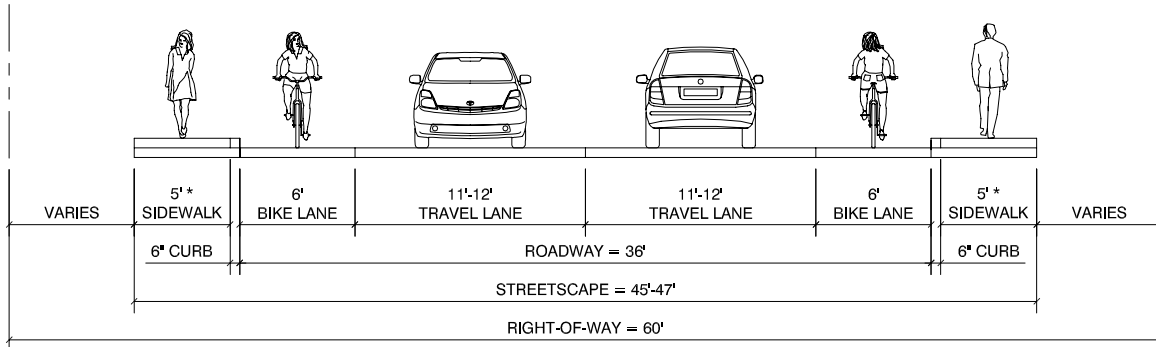 5' * 6' 11'-12' 11'-12' 6' 5' *
VARIES SIDEWALK BIKE LANE TRAVEL LANE TRAVEL LANE BIKE LANE SIDEWALK VARIES
6" CURB ROADWAY = 36' 6" CURB
STREETSCAPE = 45'-47'
RIGHT-OF-WAY = 60'